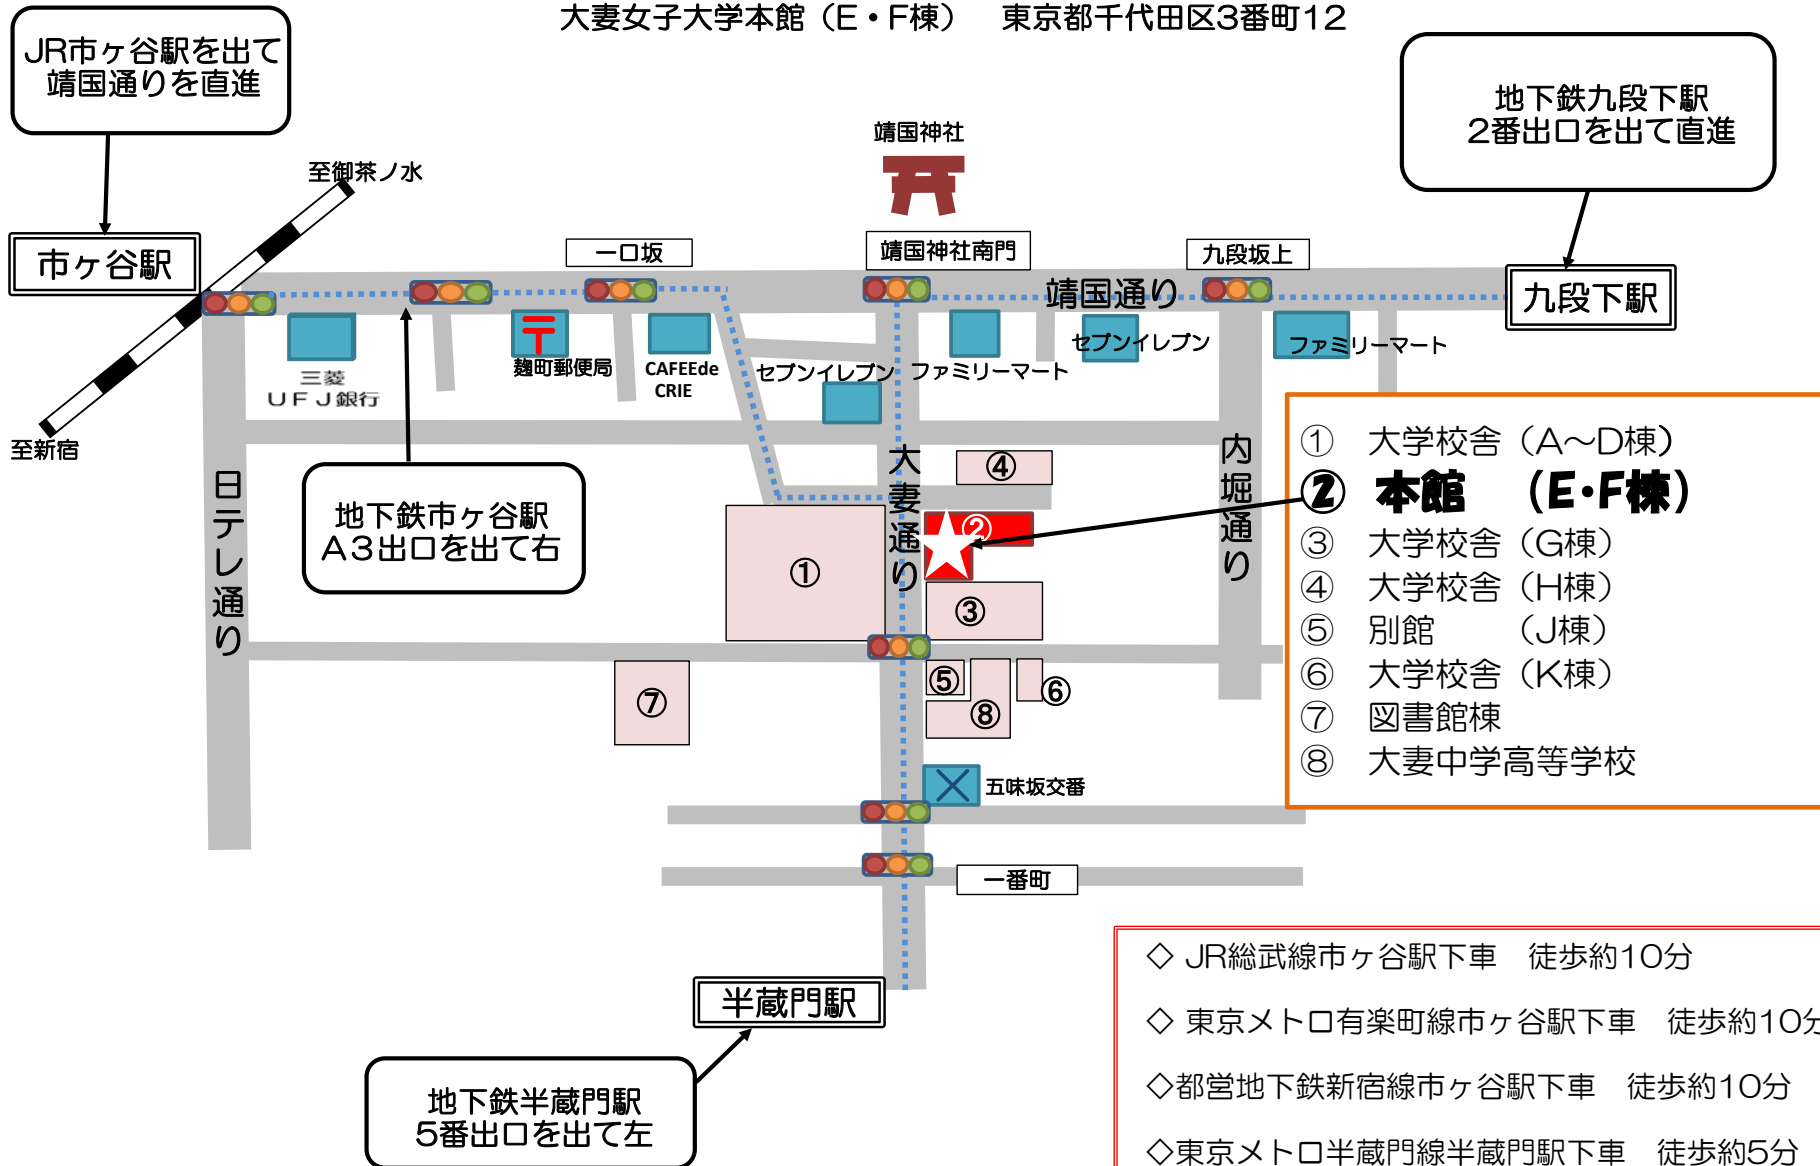 大妻女子大学本館（E・F棟）　東京都千代田区3番町12
JR市ヶ谷駅を出て
靖国通りを直進
地下鉄九段下駅
2番出口を出て直進
靖国神社
至御茶ノ水
市ヶ谷駅
一口坂
靖国神社南門
九段坂上
靖国通り
九段下駅
三菱
ＵＦＪ銀行
麹町郵便局
CAFEEde
CRIE
セブンイレブン
ファミリーマート
セブンイレブン
ファミリーマート
至新宿
日テレ通り
大妻通り
内堀通り
地下鉄市ヶ谷駅
A3出口を出て右
④
②
①
③
⑤
⑥
⑦
⑧
① 大学校舎（A～D棟）
② 本館　（E・F棟）
③ 大学校舎（G棟）
④ 大学校舎（H棟）
⑤ 別館　（J棟）
⑥ 大学校舎（K棟）
⑦ 図書館棟
⑧ 大妻中学高等学校
五味坂交番
一番町
半蔵門駅
地下鉄半蔵門駅
5番出口を出て左
◇ JR総武線市ヶ谷駅下車　徒歩約10分
◇ 東京メトロ有楽町線市ヶ谷駅下車　徒歩約10分
◇都営地下鉄新宿線市ヶ谷駅下車　徒歩約10分
◇東京メトロ半蔵門線半蔵門駅下車　徒歩約5分